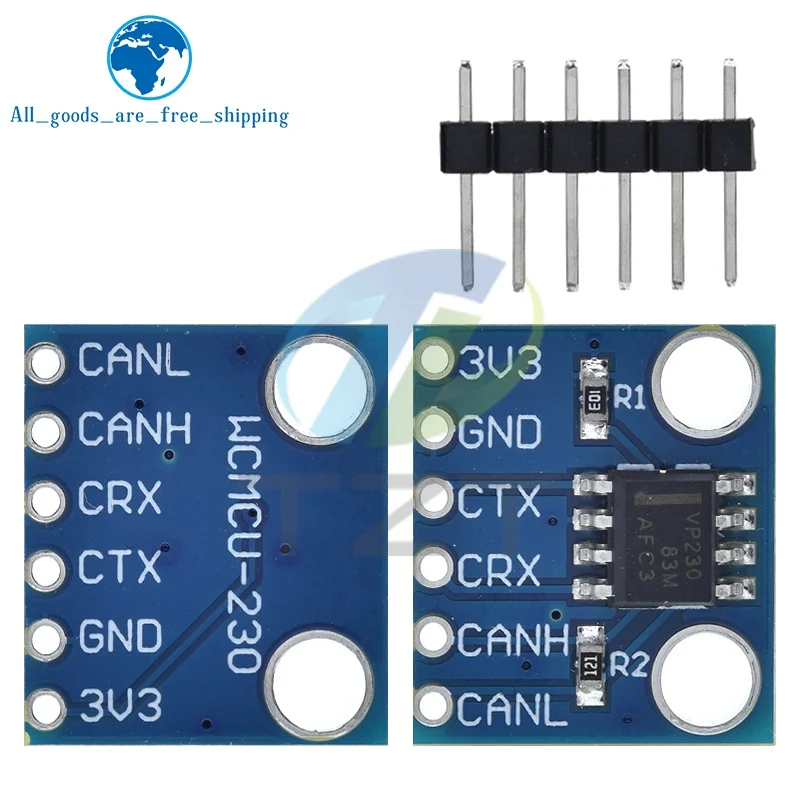 All_goods_are_free_shipping
CANL
CANH
CRX
CTX
GND
3V3
WCMCU-230
3V3
GND
CTX
CRX
CANH
CANL
R1
E01
VP230
83M
AFC3
R2
121
TZT